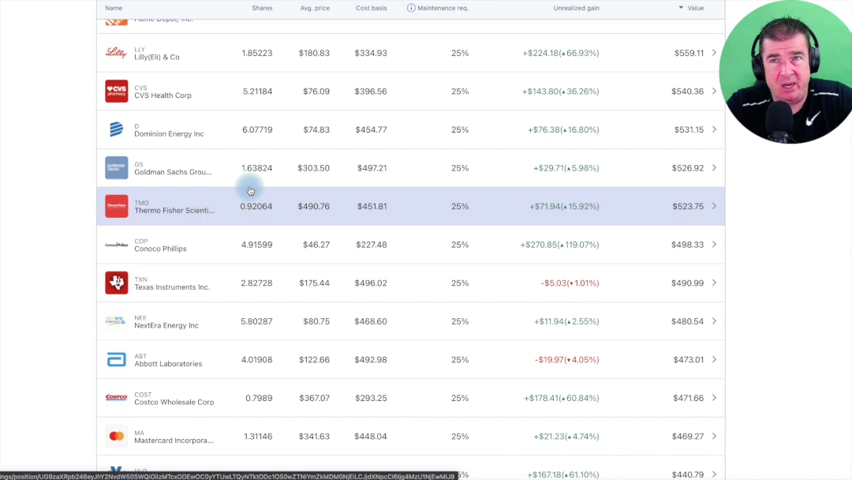 Name Shares Avg. price Cost basis Maintenance req. Unrealized gain Value
Home Depot, Inc.
Lilly LLY
Lilly(Eli) & Co 1.85223 $180.83 $334.93 25% +$224.18(▲66.93%) $559.11
CVS pharmacy CVS
CVS Health Corp 5.21184 $76.09 $396.56 25% +$143.80(▲36.26%) $540.36
D
Dominion Energy Inc 6.07719 $74.83 $454.77 25% +$76.38(▲16.80%) $531.15
GS
Goldman Sachs Grou... 1.63824 $303.50 $497.21 25% +$29.71(▲5.98%) $526.92
TMO
Thermo Fisher Scienti... 0.92064 $490.76 $451.81 25% +$71.94(▲15.92%) $523.75
COP
Conoco Phillips 4.91599 $46.27 $227.48 25% +$270.85(▲119.07%) $498.33
TXN
Texas Instruments Inc. 2.82728 $175.44 $496.02 25% -$5.03(▼1.01%) $490.99
NEE
NextEra Energy Inc 5.80287 $80.75 $468.60 25% +$11.94(▲2.55%) $480.54
ABT
Abbott Laboratories 4.01908 $122.66 $492.98 25% -$19.97(▼4.05%) $473.01
Costco COST
Costco Wholesale Corp 0.7989 $367.07 $293.25 25% +$178.41(▲60.84%) $471.66
MA
Mastercard Incorpora... 1.31146 $341.63 $448.04 25% +$21.23(▲4.74%) $469.27
+$167.18(▲61.10%) $440.79